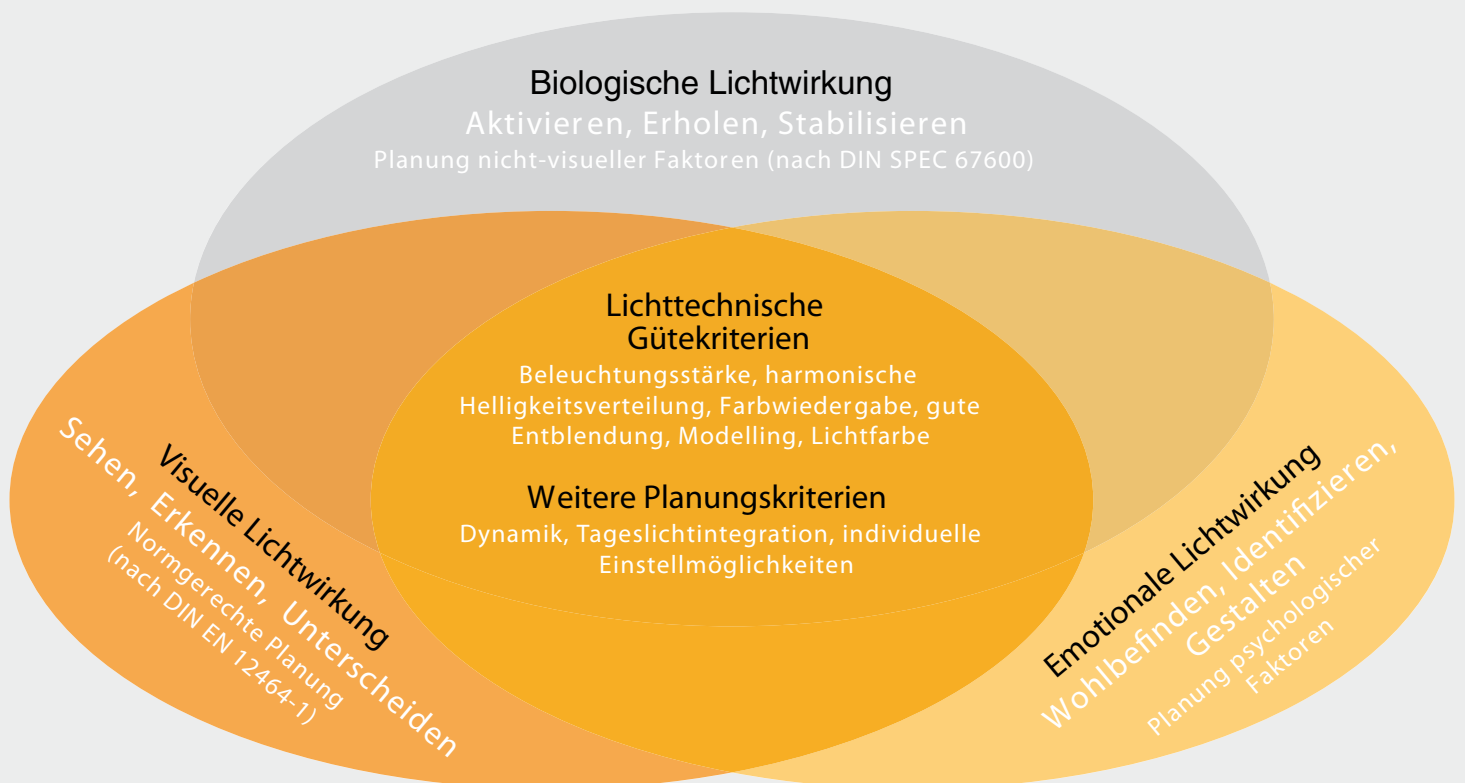 Biologische Lichtwirkung
Aktivieren, Erholen, Stabilisieren
Planung nicht-visueller Faktoren (nach DIN SPEC 67600)
Lichttechnische
Gütekriterien
Beleuchtungsstärke, harmonische
Helligkeitsverteilung, Farbwiedergabe, gute
Entblendung, Modelling, Lichtfarbe
Weitere Planungskriterien
Dynamik, Tageslichtintegration, individuelle
Einstellmöglichkeiten
Visuelle Lichtwirkung
Sehen, Erkennen, Unterscheiden
Normgerechte Planung
(nach DIN EN 12464-1)
Emotionale Lichtwirkung
Wohlbefinden, Identifizieren,
Gestalten
Planung psychologischer
Faktoren